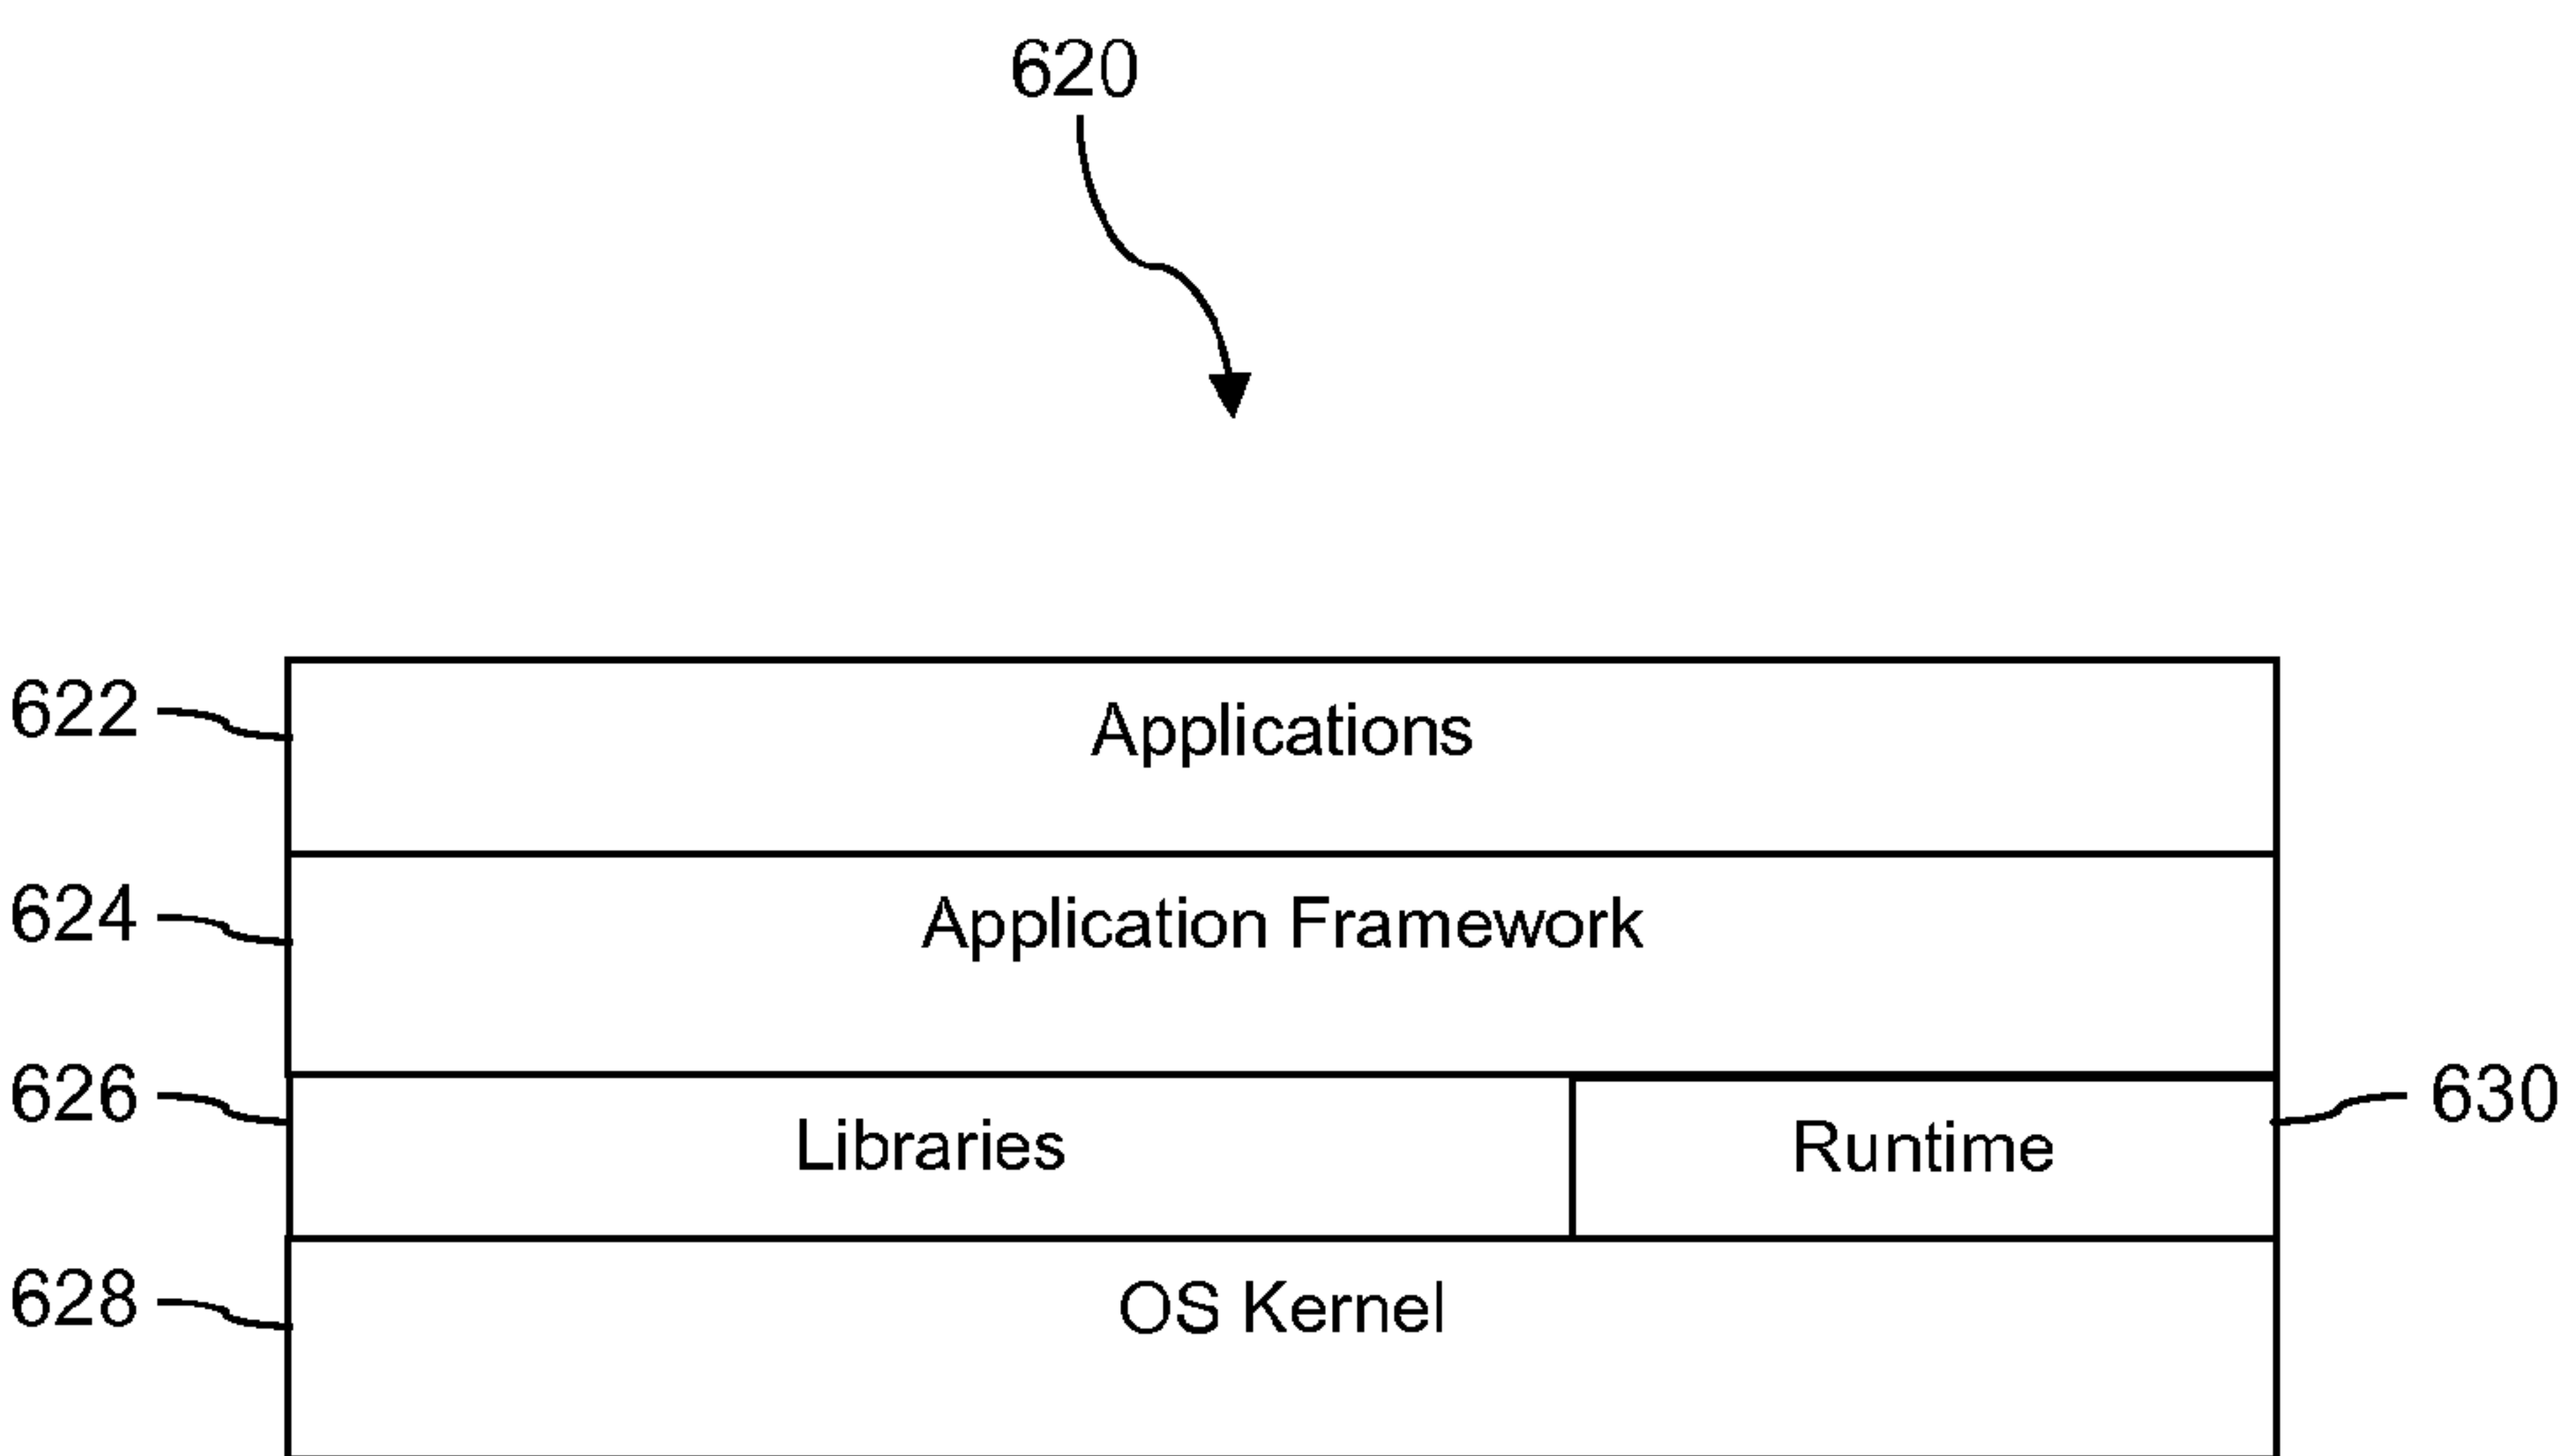 620
622
Applications
624
Application Framework
626
Libraries
Runtime
630
628
OS Kernel